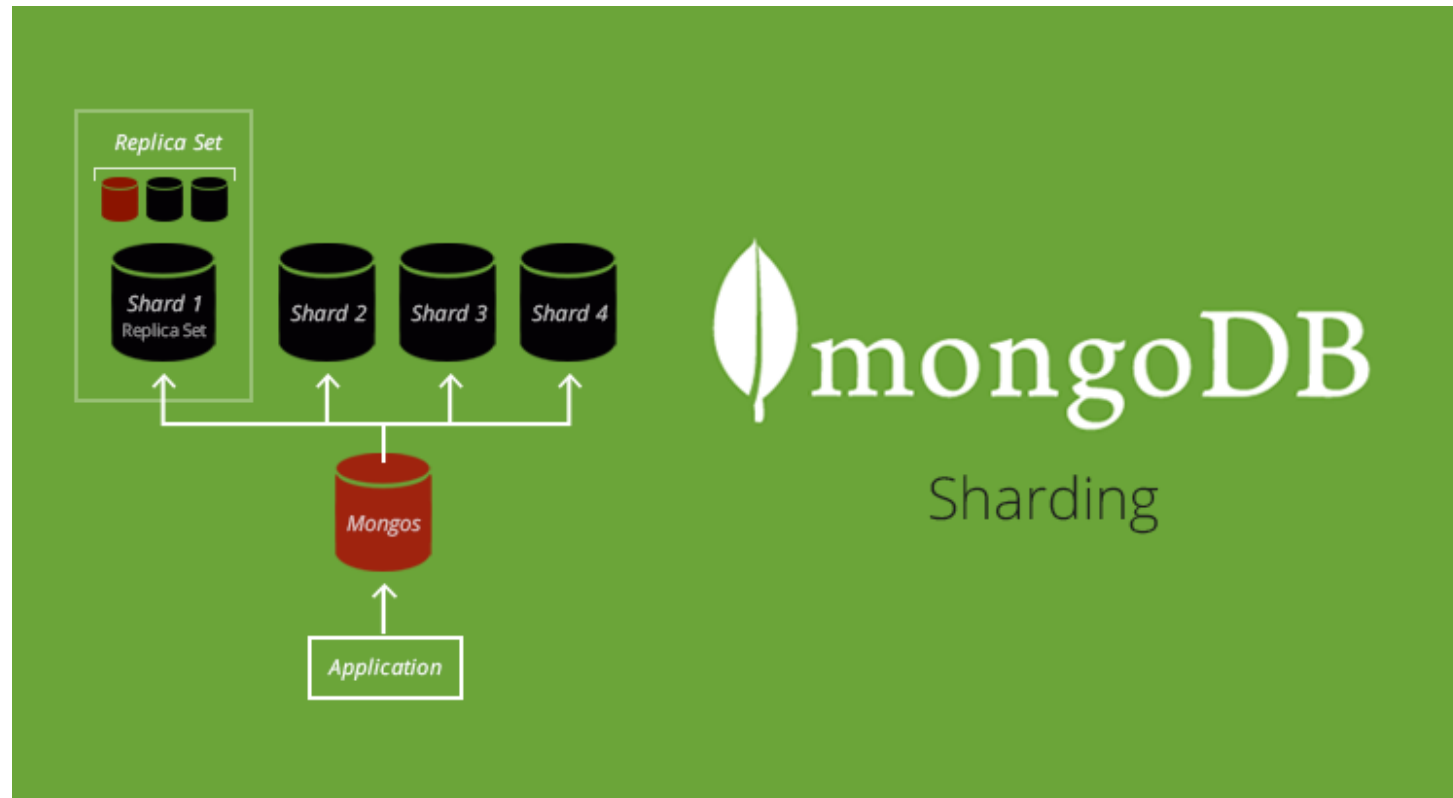 Replica Set
Shard 1
Replica Set
Shard 2
Shard 3
Shard 4
Mongos
Application
mongoDB
Sharding